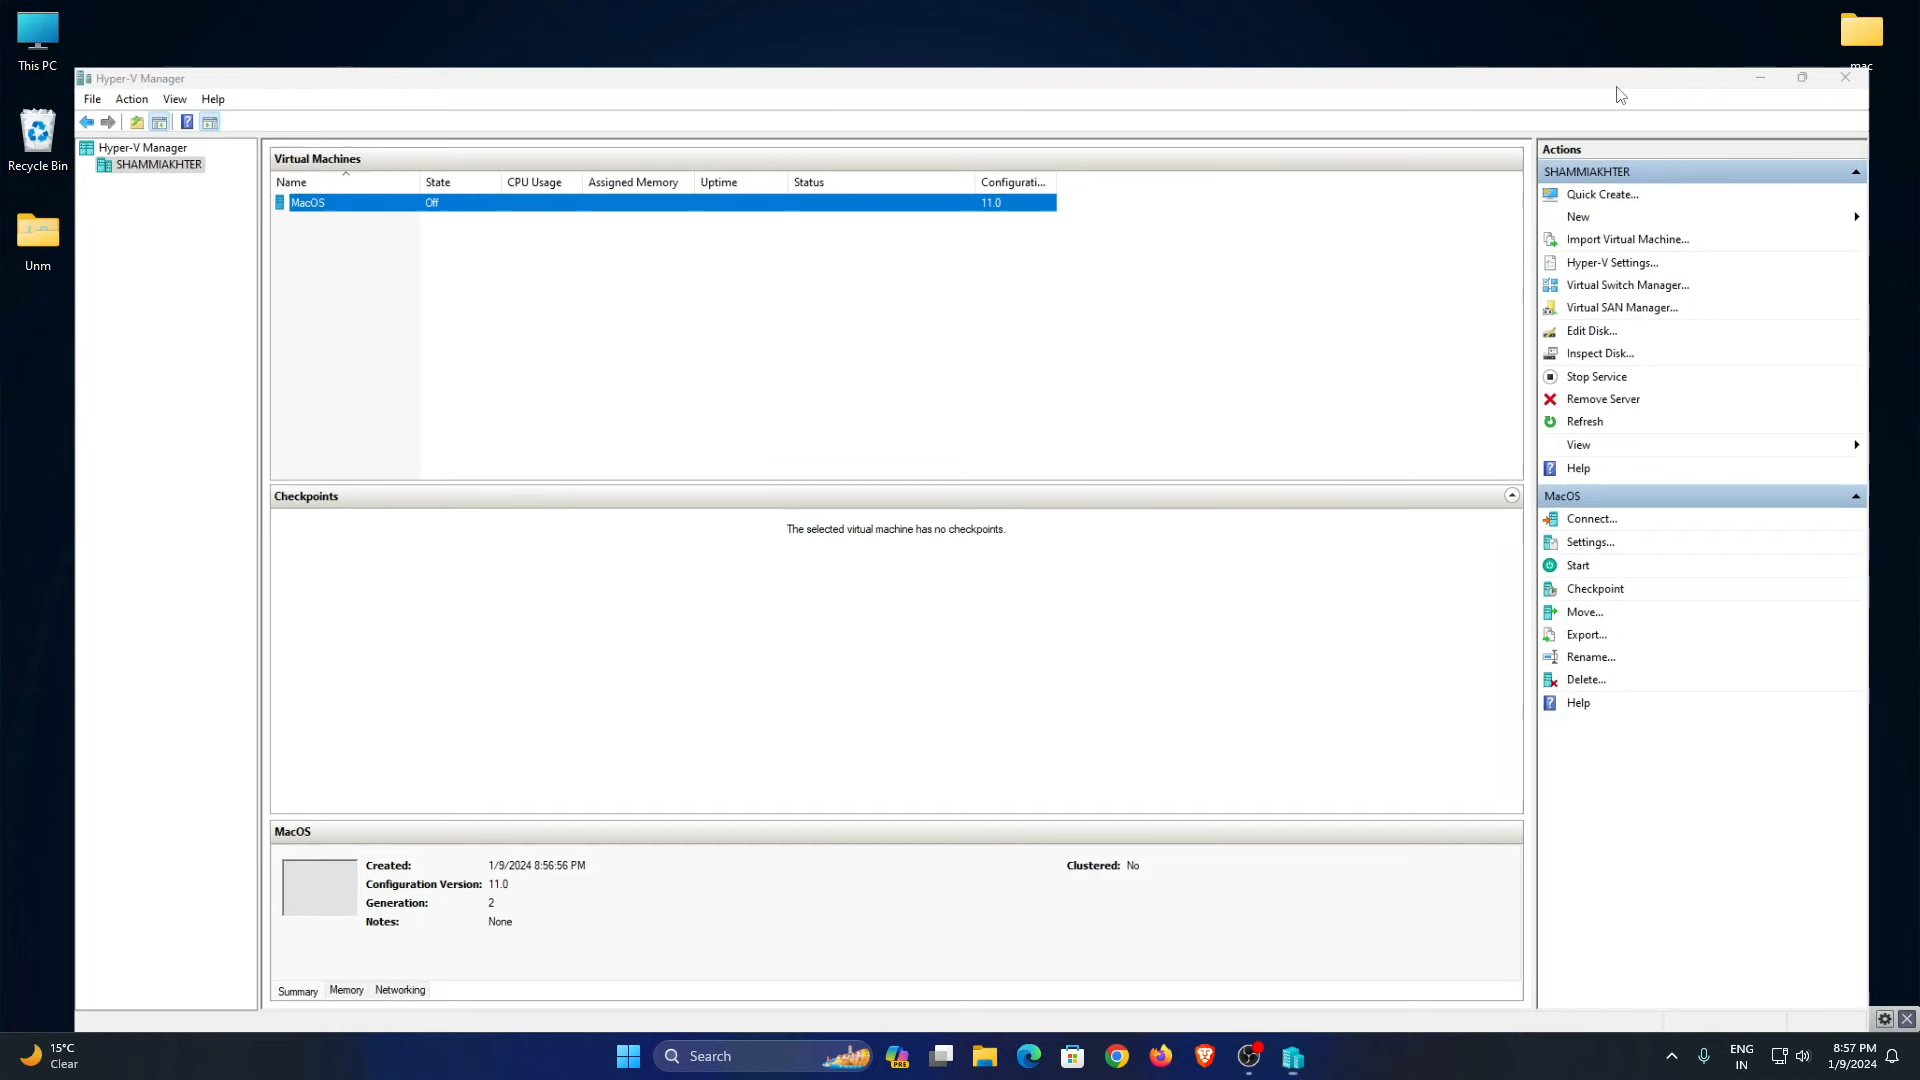 This PC
Recycle Bin
Unm
mac
Hyper-V Manager
File Action View Help
Hyper-V Manager
SHAMMIAKHTER
Virtual Machines
Name State CPU Usage Assigned Memory Uptime Status Configurati...
MacOS Off 11.0
Checkpoints
The selected virtual machine has no checkpoints.
MacOS
Created: 1/9/2024 8:56:56 PM Clustered: No
Configuration Version: 11.0
Generation: 2
Notes: None
Summary Memory Networking
Actions
SHAMMIAKHTER
Quick Create...
New
Import Virtual Machine...
Hyper-V Settings...
Virtual Switch Manager...
Virtual SAN Manager...
Edit Disk...
Inspect Disk...
Stop Service
Remove Server
Refresh
View
Help
MacOS
Connect...
Settings...
Start
Checkpoint
Move...
Export...
Rename...
Delete...
Help
15°C
Clear
Search
PRE
ENG
IN
8:57 PM
1/9/2024